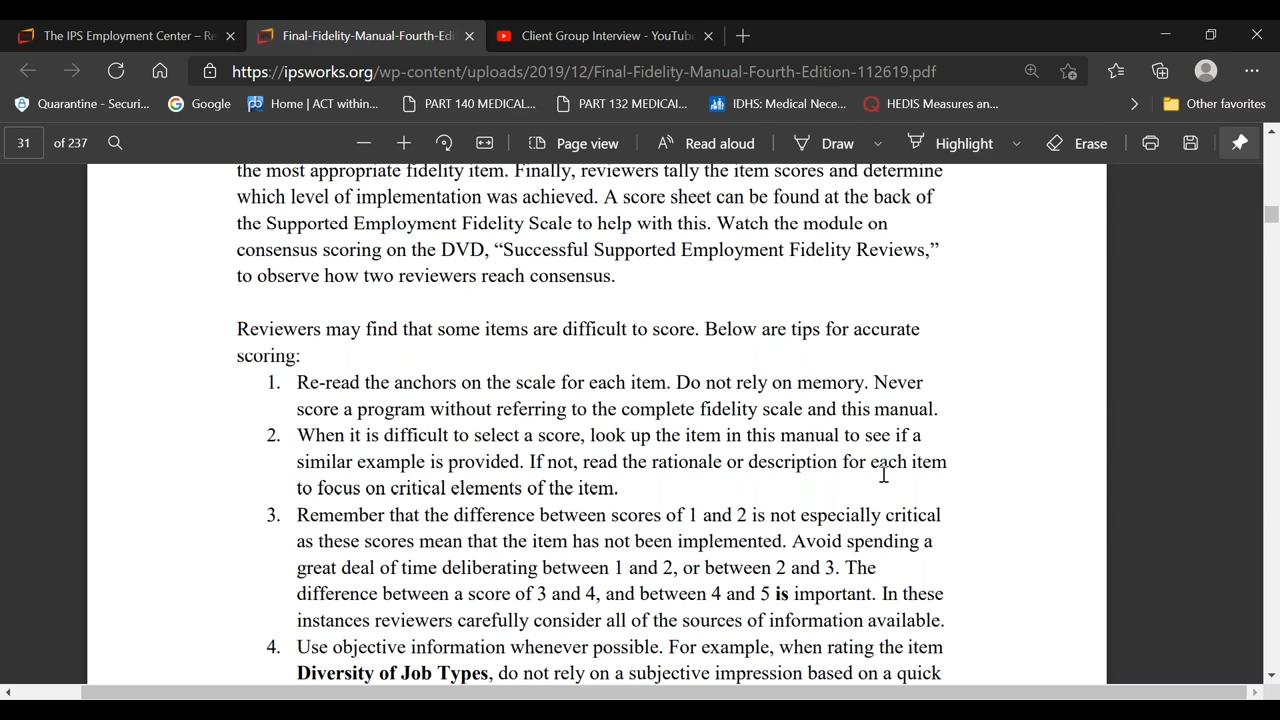 The IPS Employment Center – Re
Final-Fidelity-Manual-Fourth-Edi
Client Group Interview - YouTube
https://ipsworks.org/wp-content/uploads/2019/12/Final-Fidelity-Manual-Fourth-Edition-112619.pdf
Quarantine - Securi...
Google
Home | ACT within...
PART 140 MEDICAL...
PART 132 MEDICAL...
IDHS: Medical Nece...
HEDIS Measures an...
Other favorites
31 of 237
Page view
Read aloud
Draw
Highlight
Erase
the most appropriate fidelity item. Finally, reviewers tally the item scores and determine
which level of implementation was achieved. A score sheet can be found at the back of
the Supported Employment Fidelity Scale to help with this. Watch the module on
consensus scoring on the DVD, “Successful Supported Employment Fidelity Reviews,”
to observe how two reviewers reach consensus.
Reviewers may find that some items are difficult to score. Below are tips for accurate
scoring:
1. Re-read the anchors on the scale for each item. Do not rely on memory. Never
score a program without referring to the complete fidelity scale and this manual.
2. When it is difficult to select a score, look up the item in this manual to see if a
similar example is provided. If not, read the rationale or description for each item
to focus on critical elements of the item.
3. Remember that the difference between scores of 1 and 2 is not especially critical
as these scores mean that the item has not been implemented. Avoid spending a
great deal of time deliberating between 1 and 2, or between 2 and 3. The
difference between a score of 3 and 4, and between 4 and 5 is important. In these
instances reviewers carefully consider all of the sources of information available.
4. Use objective information whenever possible. For example, when rating the item
Diversity of Job Types, do not rely on a subjective impression based on a quick